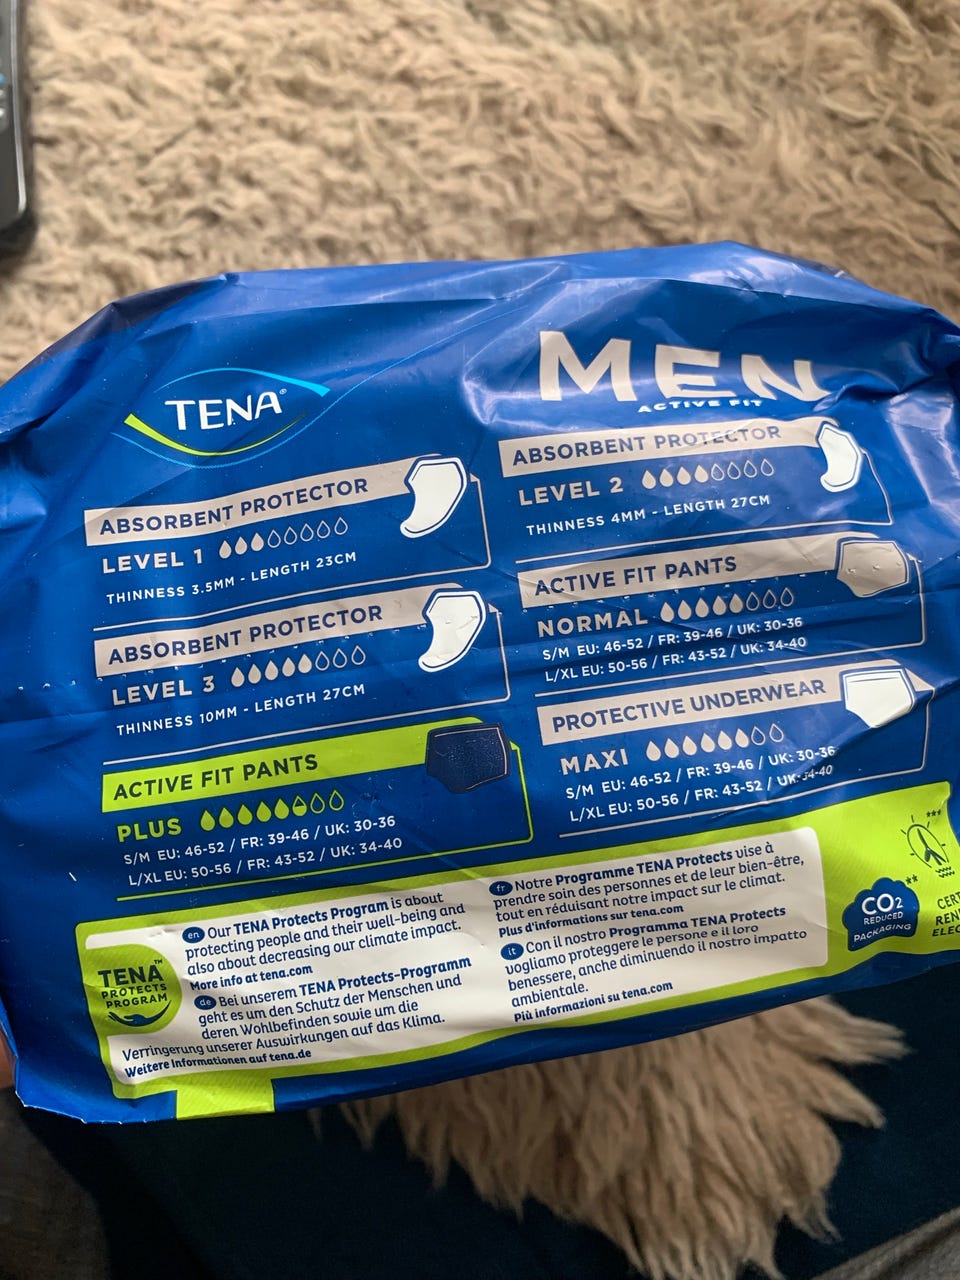 TENA®
MEN
ACTIVE FIT
ABSORBENT PROTECTOR
LEVEL 1
THINNESS 3.5MM - LENGTH 23CM
ABSORBENT PROTECTOR
LEVEL 2
THINNESS 4MM - LENGTH 27CM
ABSORBENT PROTECTOR
LEVEL 3
THINNESS 10MM - LENGTH 27CM
ACTIVE FIT PANTS
NORMAL
S/M EU: 46-52 / FR: 39-46 / UK: 30-36
L/XL EU: 50-56 / FR: 43-52 / UK: 34-40
ACTIVE FIT PANTS
PLUS
S/M EU: 46-52 / FR: 39-46 / UK: 30-36
L/XL EU: 50-56 / FR: 43-52 / UK: 34-40
PROTECTIVE UNDERWEAR
MAXI
S/M EU: 46-52 / FR: 39-46 / UK: 30-36
L/XL EU: 50-56 / FR: 43-52 / UK: 34-40
TENA™
PROTECTS
PROGRAM
en Our TENA Protects Program is about
protecting people and their well-being and
also about decreasing our climate impact.
More info at tena.com
de Bei unserem TENA Protects-Programm
geht es um den Schutz der Menschen und
deren Wohlbefinden sowie um die
Verringerung unserer Auswirkungen auf das Klima.
Weitere Informationen auf tena.de
fr Notre Programme TENA Protects vise à
prendre soin des personnes et de leur bien-être,
tout en réduisant notre impact sur le climat.
Plus d'informations sur tena.com
it Con il nostro Programma TENA Protects
vogliamo proteggere le persone e il loro
benessere, anche diminuendo il nostro impatto
ambientale.
Più informazioni su tena.com
CO2 **
REDUCED
PACKAGING
***